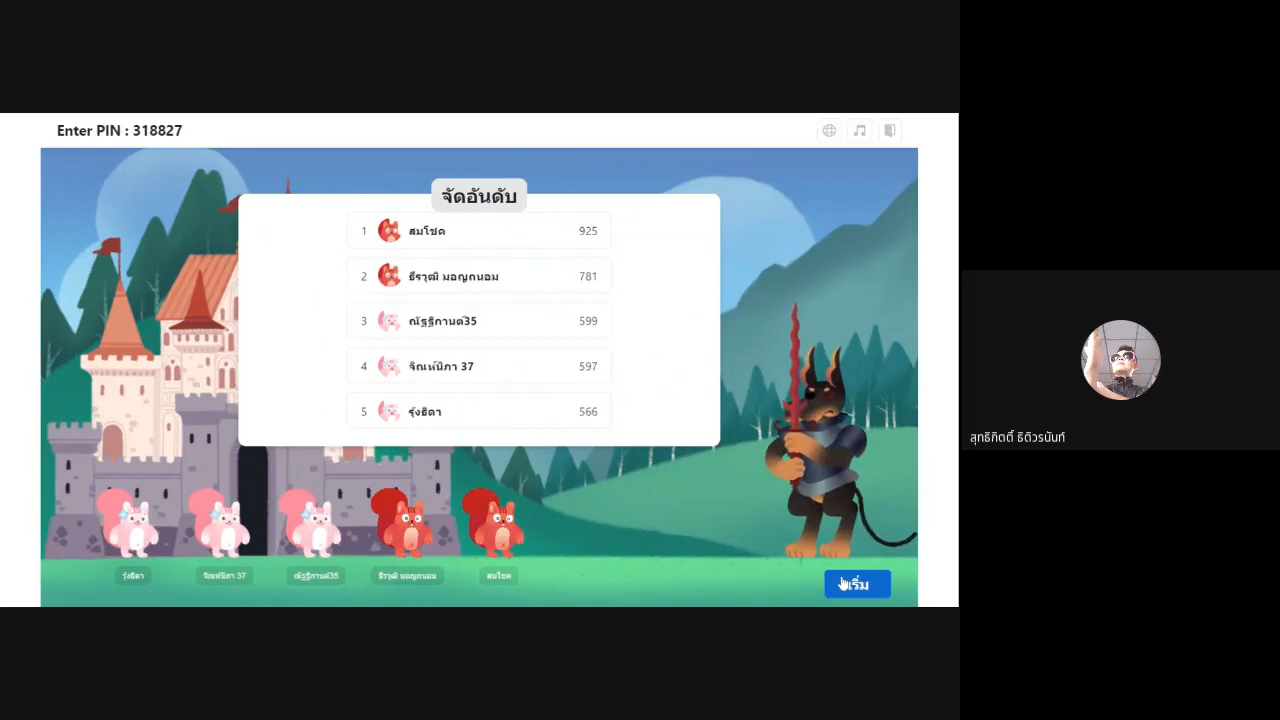 Enter PIN : 318827
จัดอันดับ
1 สมโชค 925
2 ธีรวุฒิ มอญถนอม 781
3 ณัฐฐิกานต์35 599
4 จิณห์นิภา 37 597
5 รุ้งธิดา 566
รุ้งธิดา
จิณห์นิภา 37
ณัฐฐิกานต์35
ธีรวุฒิ มอญถนอม
สมโชค
เริ่ม
สุทธิกิตติ์ ธิติวรนันท์